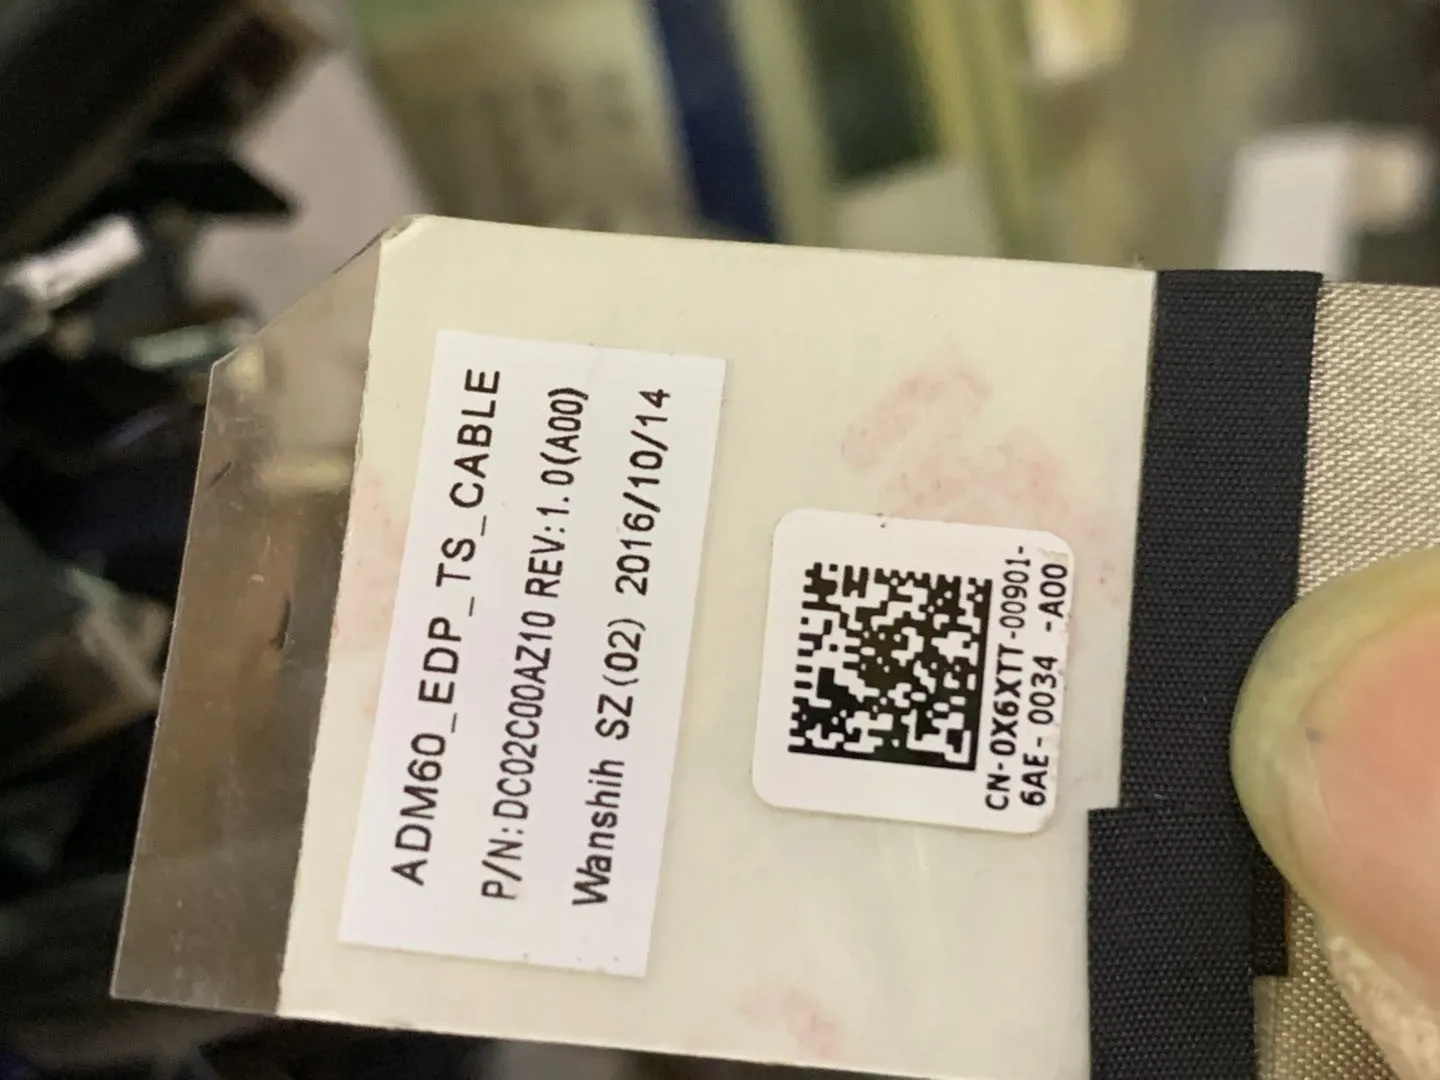 ADM60_EDP_TS_CABLE
P/N:DC02C00AZ10 REV:1.0(A00)
Wanshih SZ(02) 2016/10/14
CN-0X6XTT-00901-
6AE-0034 -A00